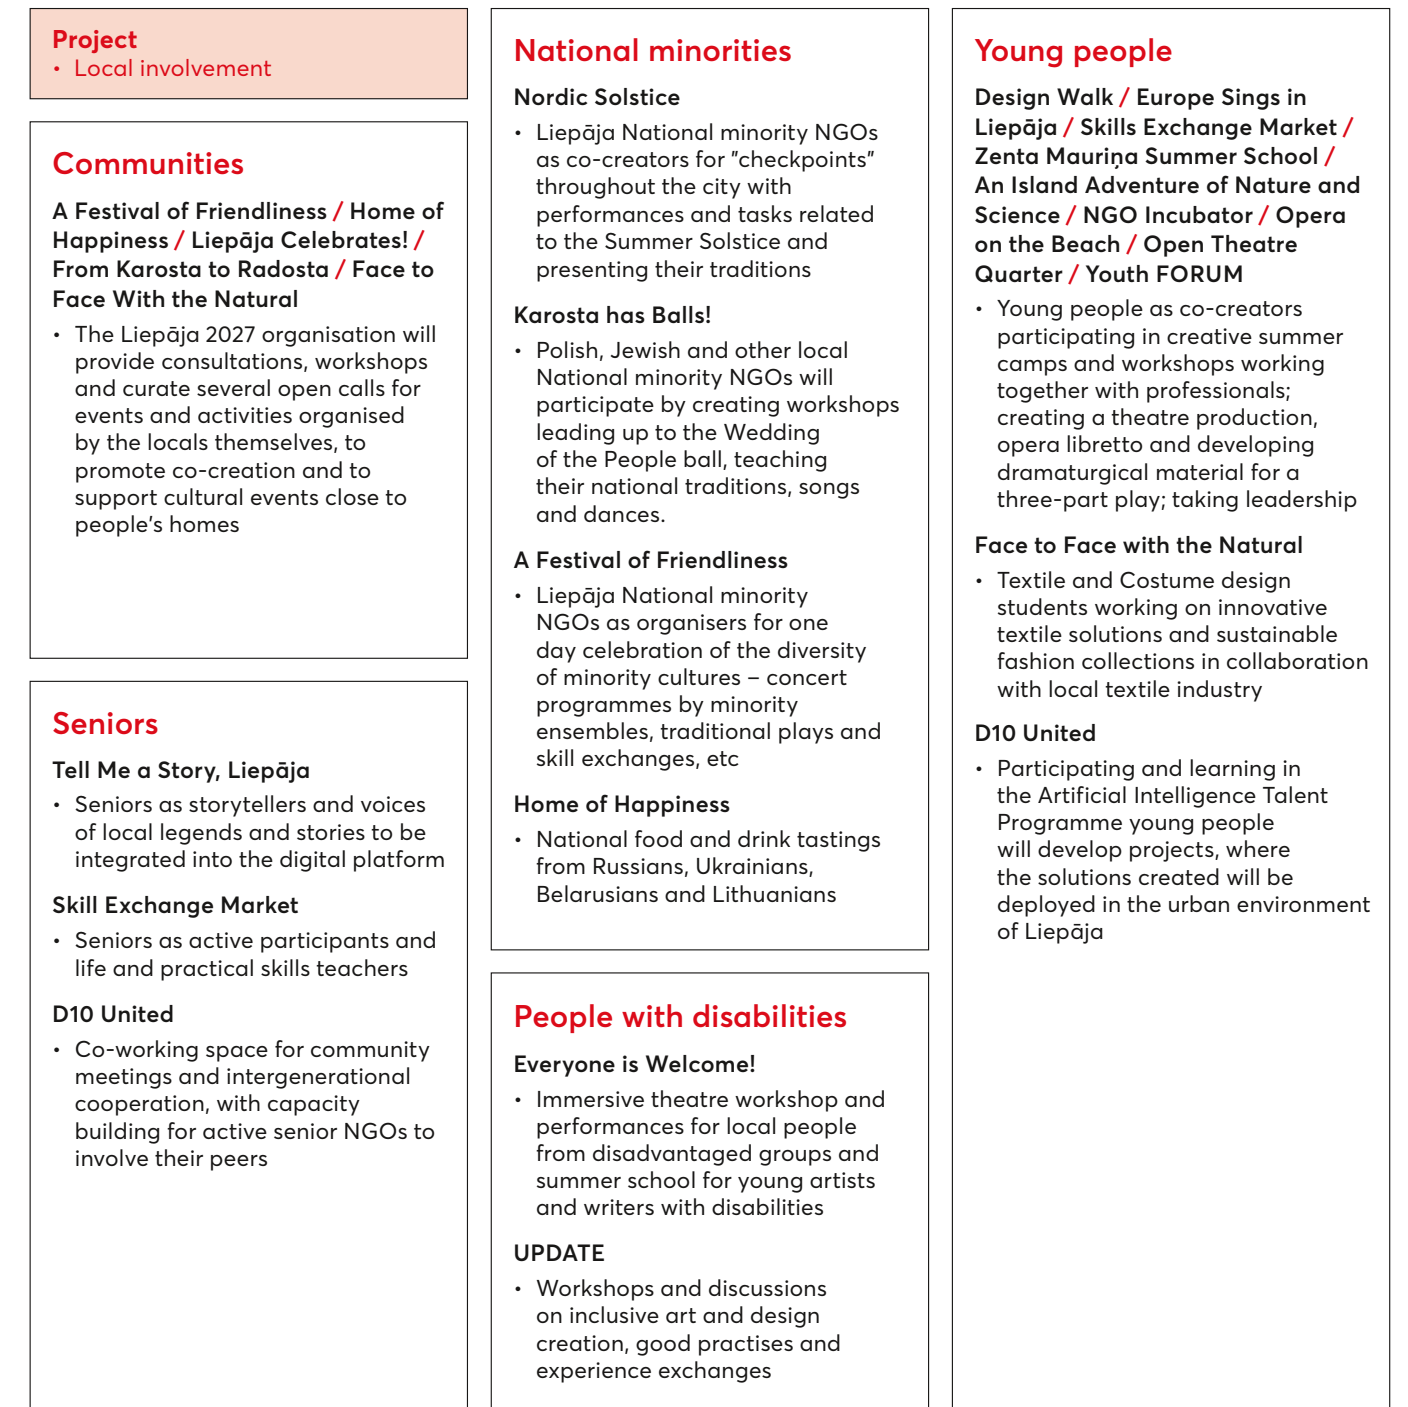 Project
• Local involvement
Communities
A Festival of Friendliness / Home of
Happiness / Liepāja Celebrates! /
From Karosta to Radosta / Face to
Face With the Natural
• The Liepāja 2027 organisation will
provide consultations, workshops
and curate several open calls for
events and activities organised
by the locals themselves, to
promote co-creation and to
support cultural events close to
people's homes
Seniors
Tell Me a Story, Liepāja
• Seniors as storytellers and voices
of local legends and stories to be
integrated into the digital platform
Skill Exchange Market
• Seniors as active participants and
life and practical skills teachers
D10 United
• Co-working space for community
meetings and intergenerational
cooperation, with capacity
building for active senior NGOs to
involve their peers
National minorities
Nordic Solstice
• Liepāja National minority NGOs
as co-creators for "checkpoints"
throughout the city with
performances and tasks related
to the Summer Solstice and
presenting their traditions
Karosta has Balls!
• Polish, Jewish and other local
National minority NGOs will
participate by creating workshops
leading up to the Wedding
of the People ball, teaching
their national traditions, songs
and dances.
A Festival of Friendliness
• Liepāja National minority
NGOs as organisers for one
day celebration of the diversity
of minority cultures – concert
programmes by minority
ensembles, traditional plays and
skill exchanges, etc
Home of Happiness
• National food and drink tastings
from Russians, Ukrainians,
Belarusians and Lithuanians
People with disabilities
Everyone is Welcome!
• Immersive theatre workshop and
performances for local people
from disadvantaged groups and
summer school for young artists
and writers with disabilities
UPDATE
• Workshops and discussions
on inclusive art and design
creation, good practises and
experience exchanges
Young people
Design Walk / Europe Sings in
Liepāja / Skills Exchange Market /
Zenta Mauriņa Summer School /
An Island Adventure of Nature and
Science / NGO Incubator / Opera
on the Beach / Open Theatre
Quarter / Youth FORUM
• Young people as co-creators
participating in creative summer
camps and workshops working
together with professionals;
creating a theatre production,
opera libretto and developing
dramaturgical material for a
three-part play; taking leadership
Face to Face with the Natural
• Textile and Costume design
students working on innovative
textile solutions and sustainable
fashion collections in collaboration
with local textile industry
D10 United
• Participating and learning in
the Artificial Intelligence Talent
Programme young people
will develop projects, where
the solutions created will be
deployed in the urban environment
of Liepāja